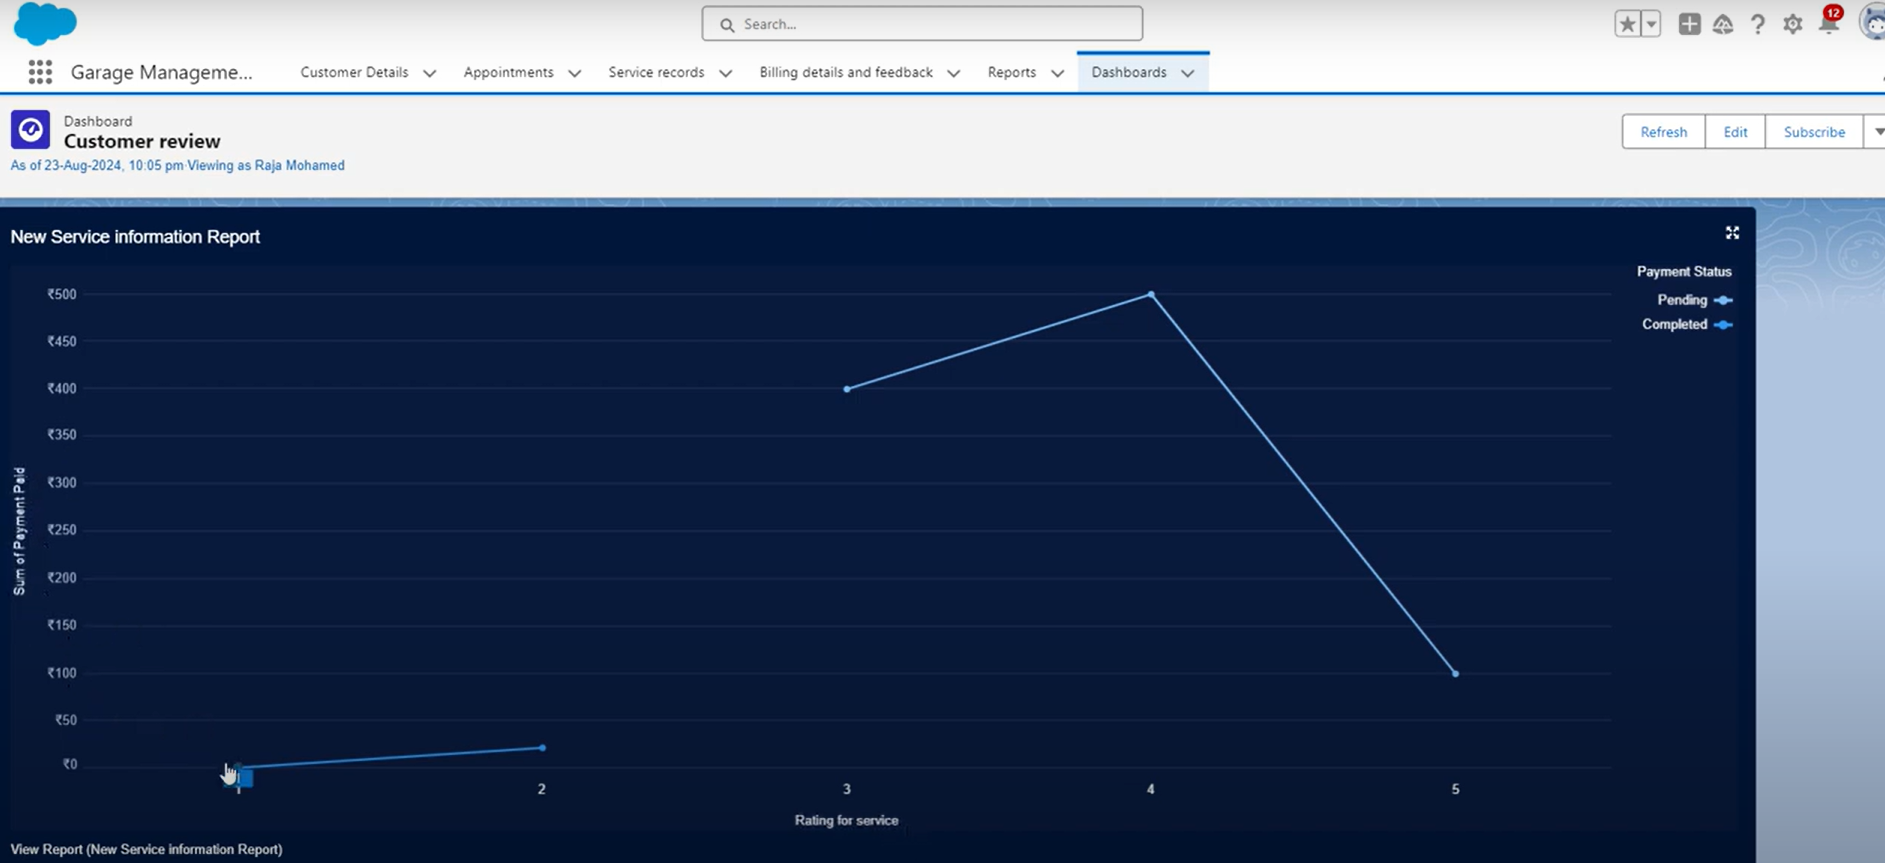 Search...
12
Garage Manageme...
Customer Details
Appointments
Service records
Billing details and feedback
Reports
Dashboards
Dashboard
Customer review
As of 23-Aug-2024, 10:05 pm·Viewing as Raja Mohamed
Refresh
Edit
Subscribe
New Service information Report
Payment Status
Pending
Completed
Sum of Payment Paid
₹500
₹450
₹400
₹350
₹300
₹250
₹200
₹150
₹100
₹50
₹0
1 2 3 4 5
Rating for service
View Report (New Service information Report)